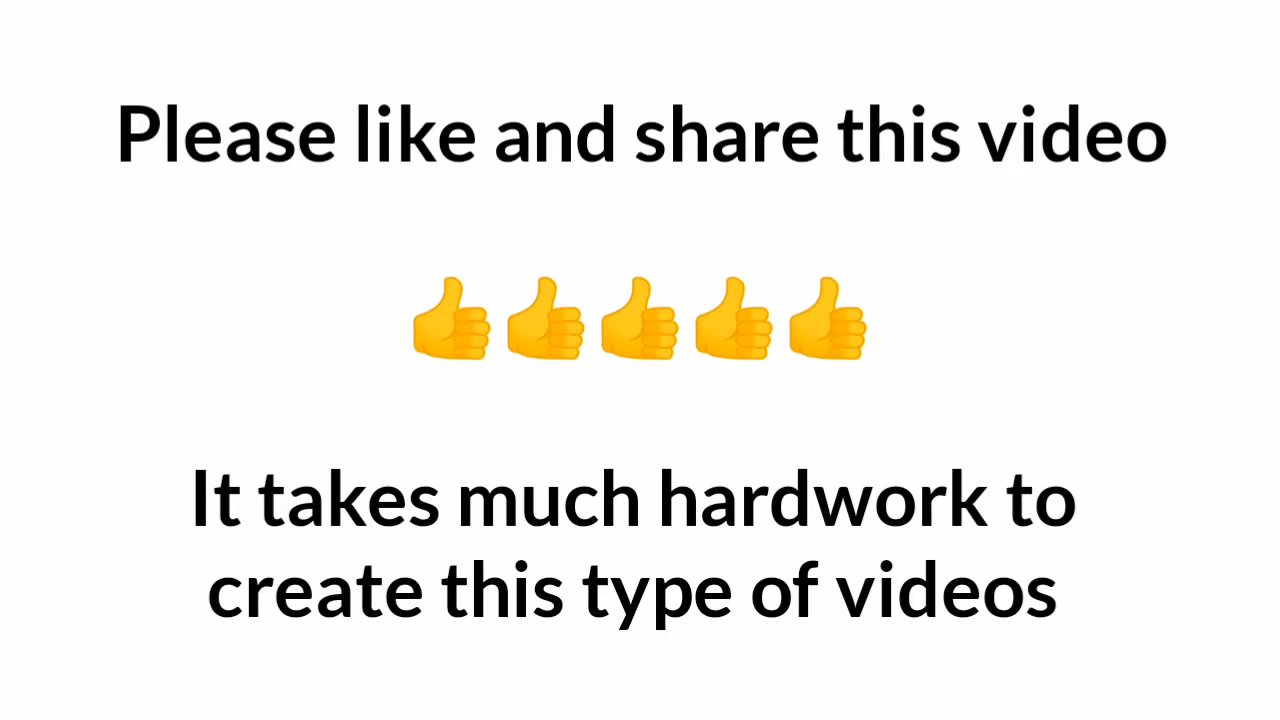 Please like and share this video
👍👍👍👍👍
It takes much hardwork to
create this type of videos